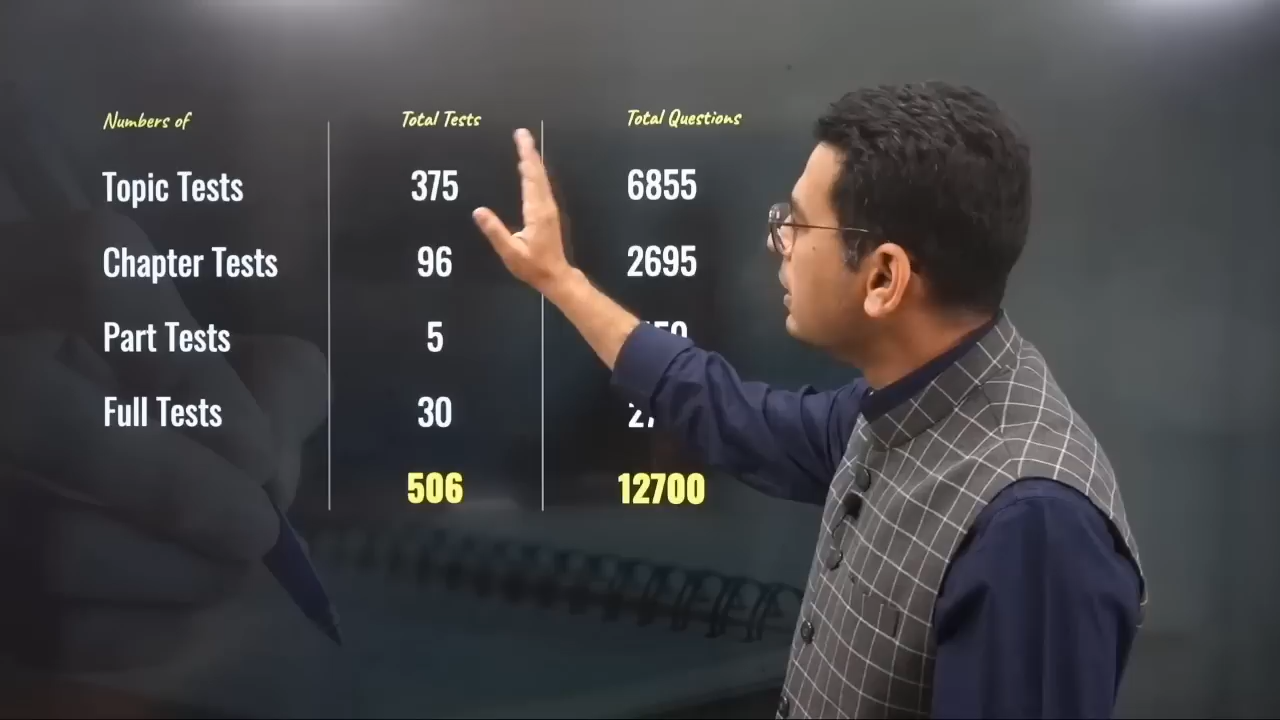 Numbers of Total Tests Total Questions
Topic Tests 375 6855
Chapter Tests 96 2695
Part Tests 5
Full Tests 30
506 12700